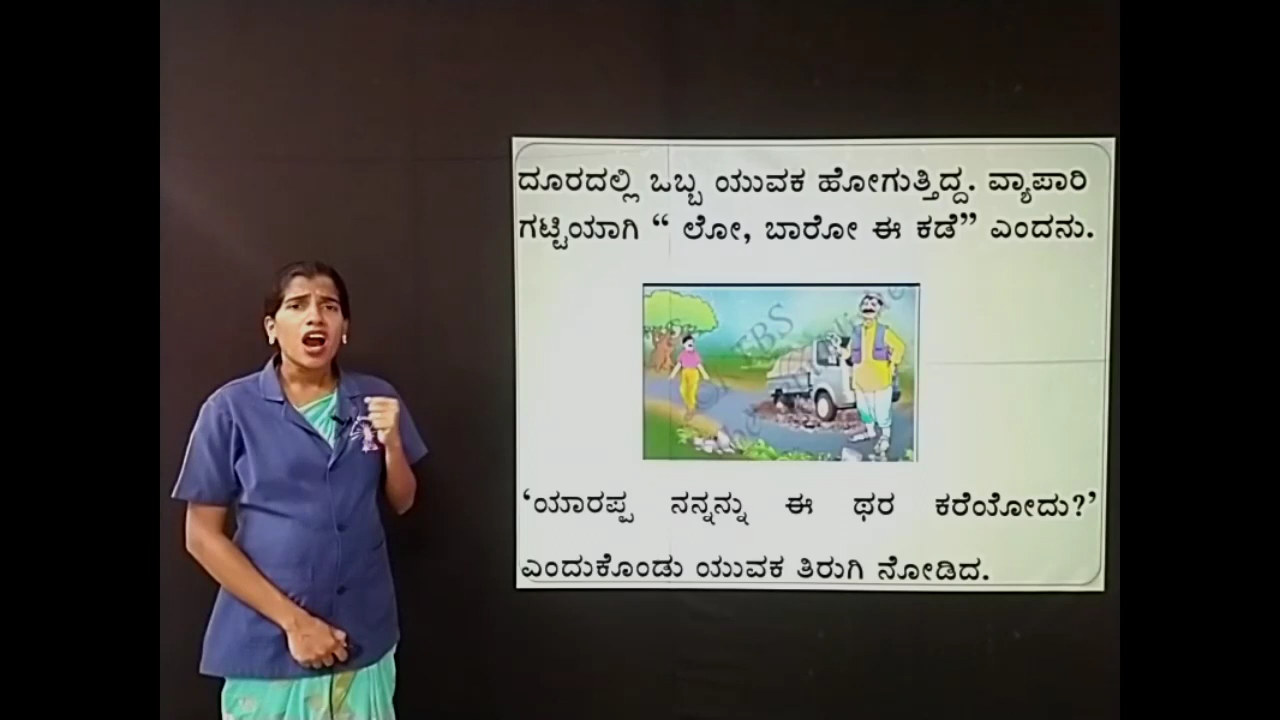 ದೂರದಲ್ಲಿ ಒಬ್ಬ ಯುವಕ ಹೋಗುತ್ತಿದ್ದ. ವ್ಯಾಪಾರಿ
ಗಟ್ಟಿಯಾಗಿ “ ಲೋ, ಬಾರೋ ಈ ಕಡೆ” ಎಂದನು.
‘ಯಾರಪ್ಪ ನನ್ನನ್ನು ಈ ಥರ ಕರೆಯೋದು?’
ಎಂದುಕೊಂಡು ಯುವಕ ತಿರುಗಿ ನೋಡಿದ.